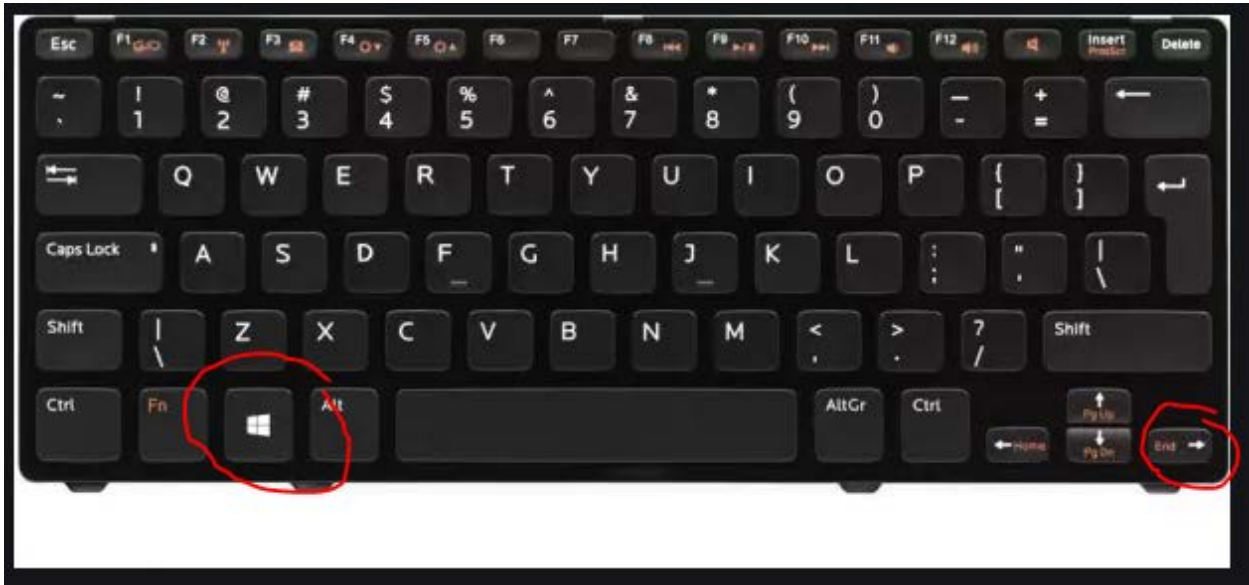 Esc F1 F2 F3 F4 F5 F6 F7 F8 F9 F10 F11 F12 Insert Delete
PrntScr
~ ! @ # $ % ^ & * ( ) — +
` 1 2 3 4 5 6 7 8 9 0 - =
Q W E R T Y U I O P { }
[ ]
Caps Lock A S D F G H J K L : " |
; ' \
Shift | Z X C V B N M < > ? Shift
\ , . /
Ctrl Fn Alt AltGr Ctrl
Pg Up
Home Pg Dn End